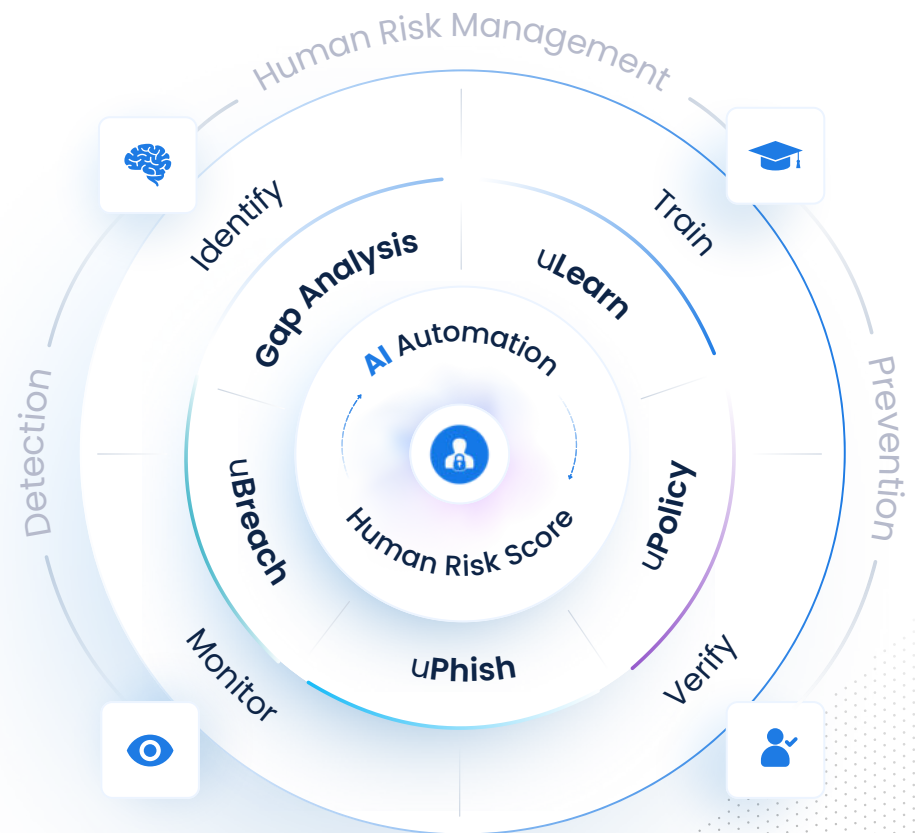 Human Risk Management
Identify
Train
Gap Analysis
uLearn
AI Automation
Detection
Prevention
uBreach
uPolicy
Human Risk Score
uPhish
Monitor
Verify